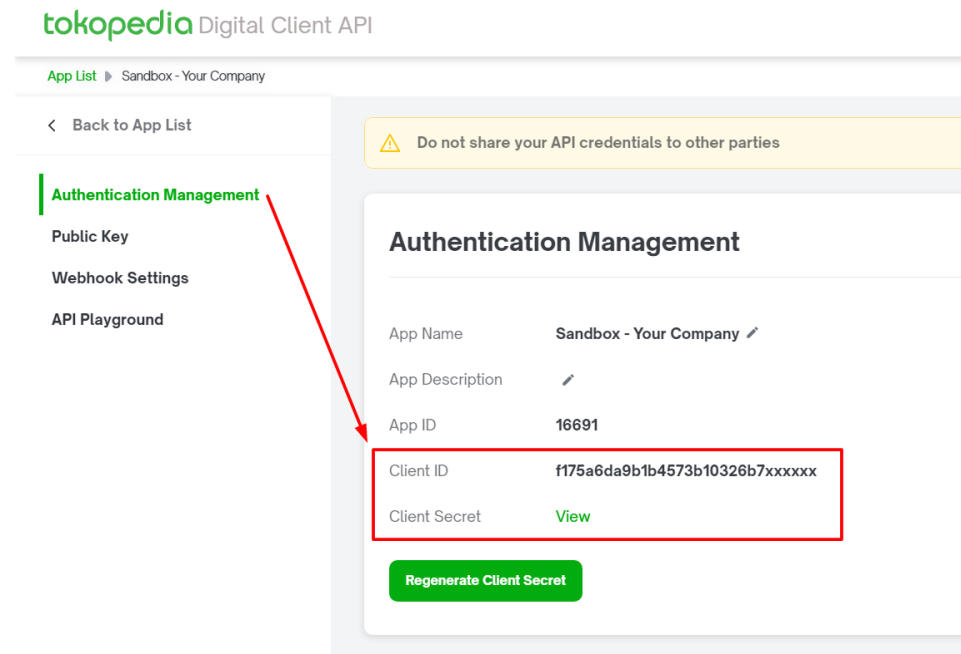 tokopedia Digital Client API
App List Sandbox - Your Company
Back to App List
Authentication Management
Public Key
Webhook Settings
API Playground
Do not share your API credentials to other parties
Authentication Management
App Name Sandbox - Your Company
App Description
App ID 16691
Client ID f175a6da9b1b4573b10326b7xxxxxx
Client Secret View
Regenerate Client Secret